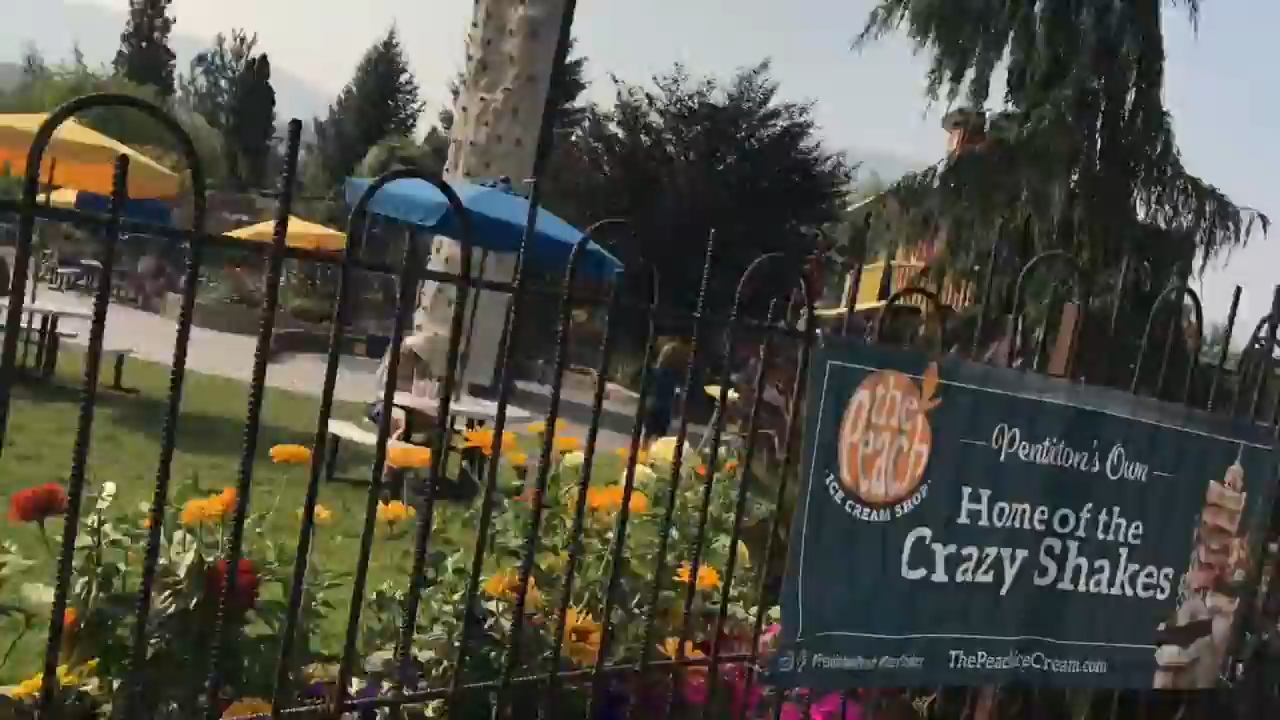 the
Peach
ICE CREAM SHOP
Penticton's Own
Home of the
Crazy Shakes
ThePeachIceCream.com